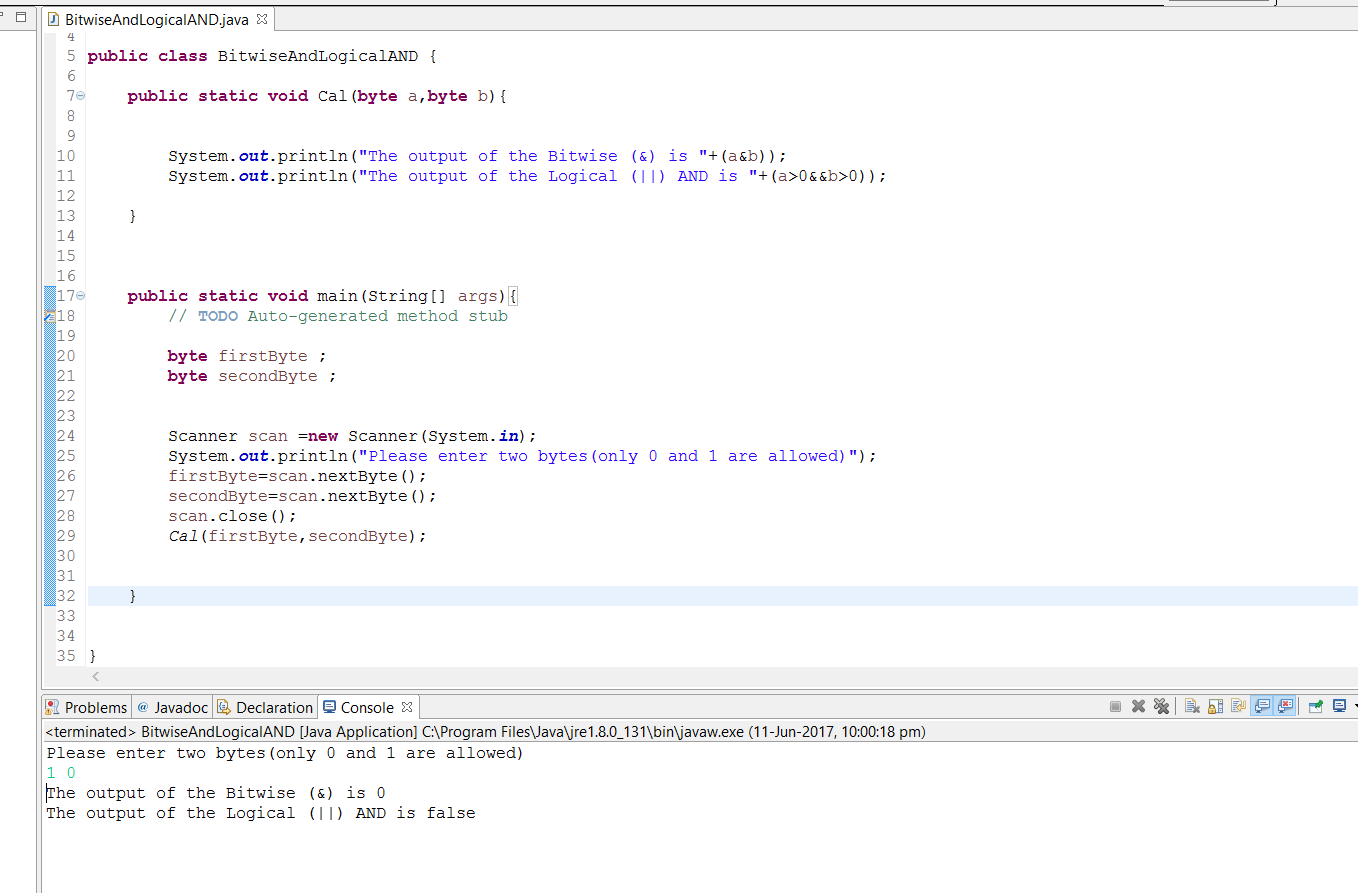 BitwiseAndLogicalAND.java
4
5 public class BitwiseAndLogicalAND {
6
7 public static void Cal(byte a,byte b){
8
9
10 System.out.println("The output of the Bitwise (&) is "+(a&b));
11 System.out.println("The output of the Logical (||) AND is "+(a>0&&b>0));
12
13 }
14
15
16
17 public static void main(String[] args){
18 // TODO Auto-generated method stub
19
20 byte firstByte ;
21 byte secondByte ;
22
23
24 Scanner scan =new Scanner(System.in);
25 System.out.println("Please enter two bytes(only 0 and 1 are allowed)");
26 firstByte=scan.nextByte();
27 secondByte=scan.nextByte();
28 scan.close();
29 Cal(firstByte,secondByte);
30
31
32 }
33
34
35 }
Problems @ Javadoc Declaration Console
<terminated> BitwiseAndLogicalAND [Java Application] C:\Program Files\Java\jre1.8.0_131\bin\javaw.exe (11-Jun-2017, 10:00:18 pm)
Please enter two bytes(only 0 and 1 are allowed)
1 0
The output of the Bitwise (&) is 0
The output of the Logical (||) AND is false